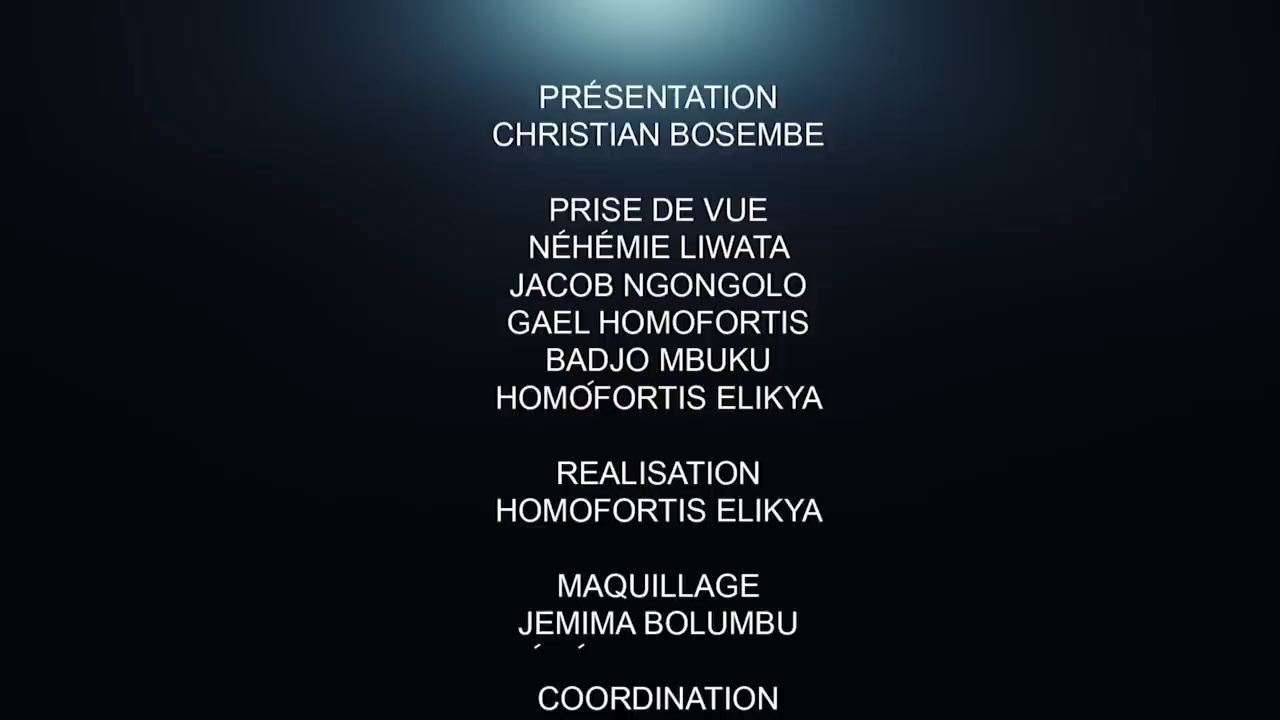 PRÉSENTATION
CHRISTIAN BOSEMBE
PRISE DE VUE
NÉHÉMIE LIWATA
JACOB NGONGOLO
GAEL HOMOFORTIS
BADJO MBUKU
HOMOFORTIS ELIKYA
REALISATION
HOMOFORTIS ELIKYA
MAQUILLAGE
JEMIMA BOLUMBU
COORDINATION